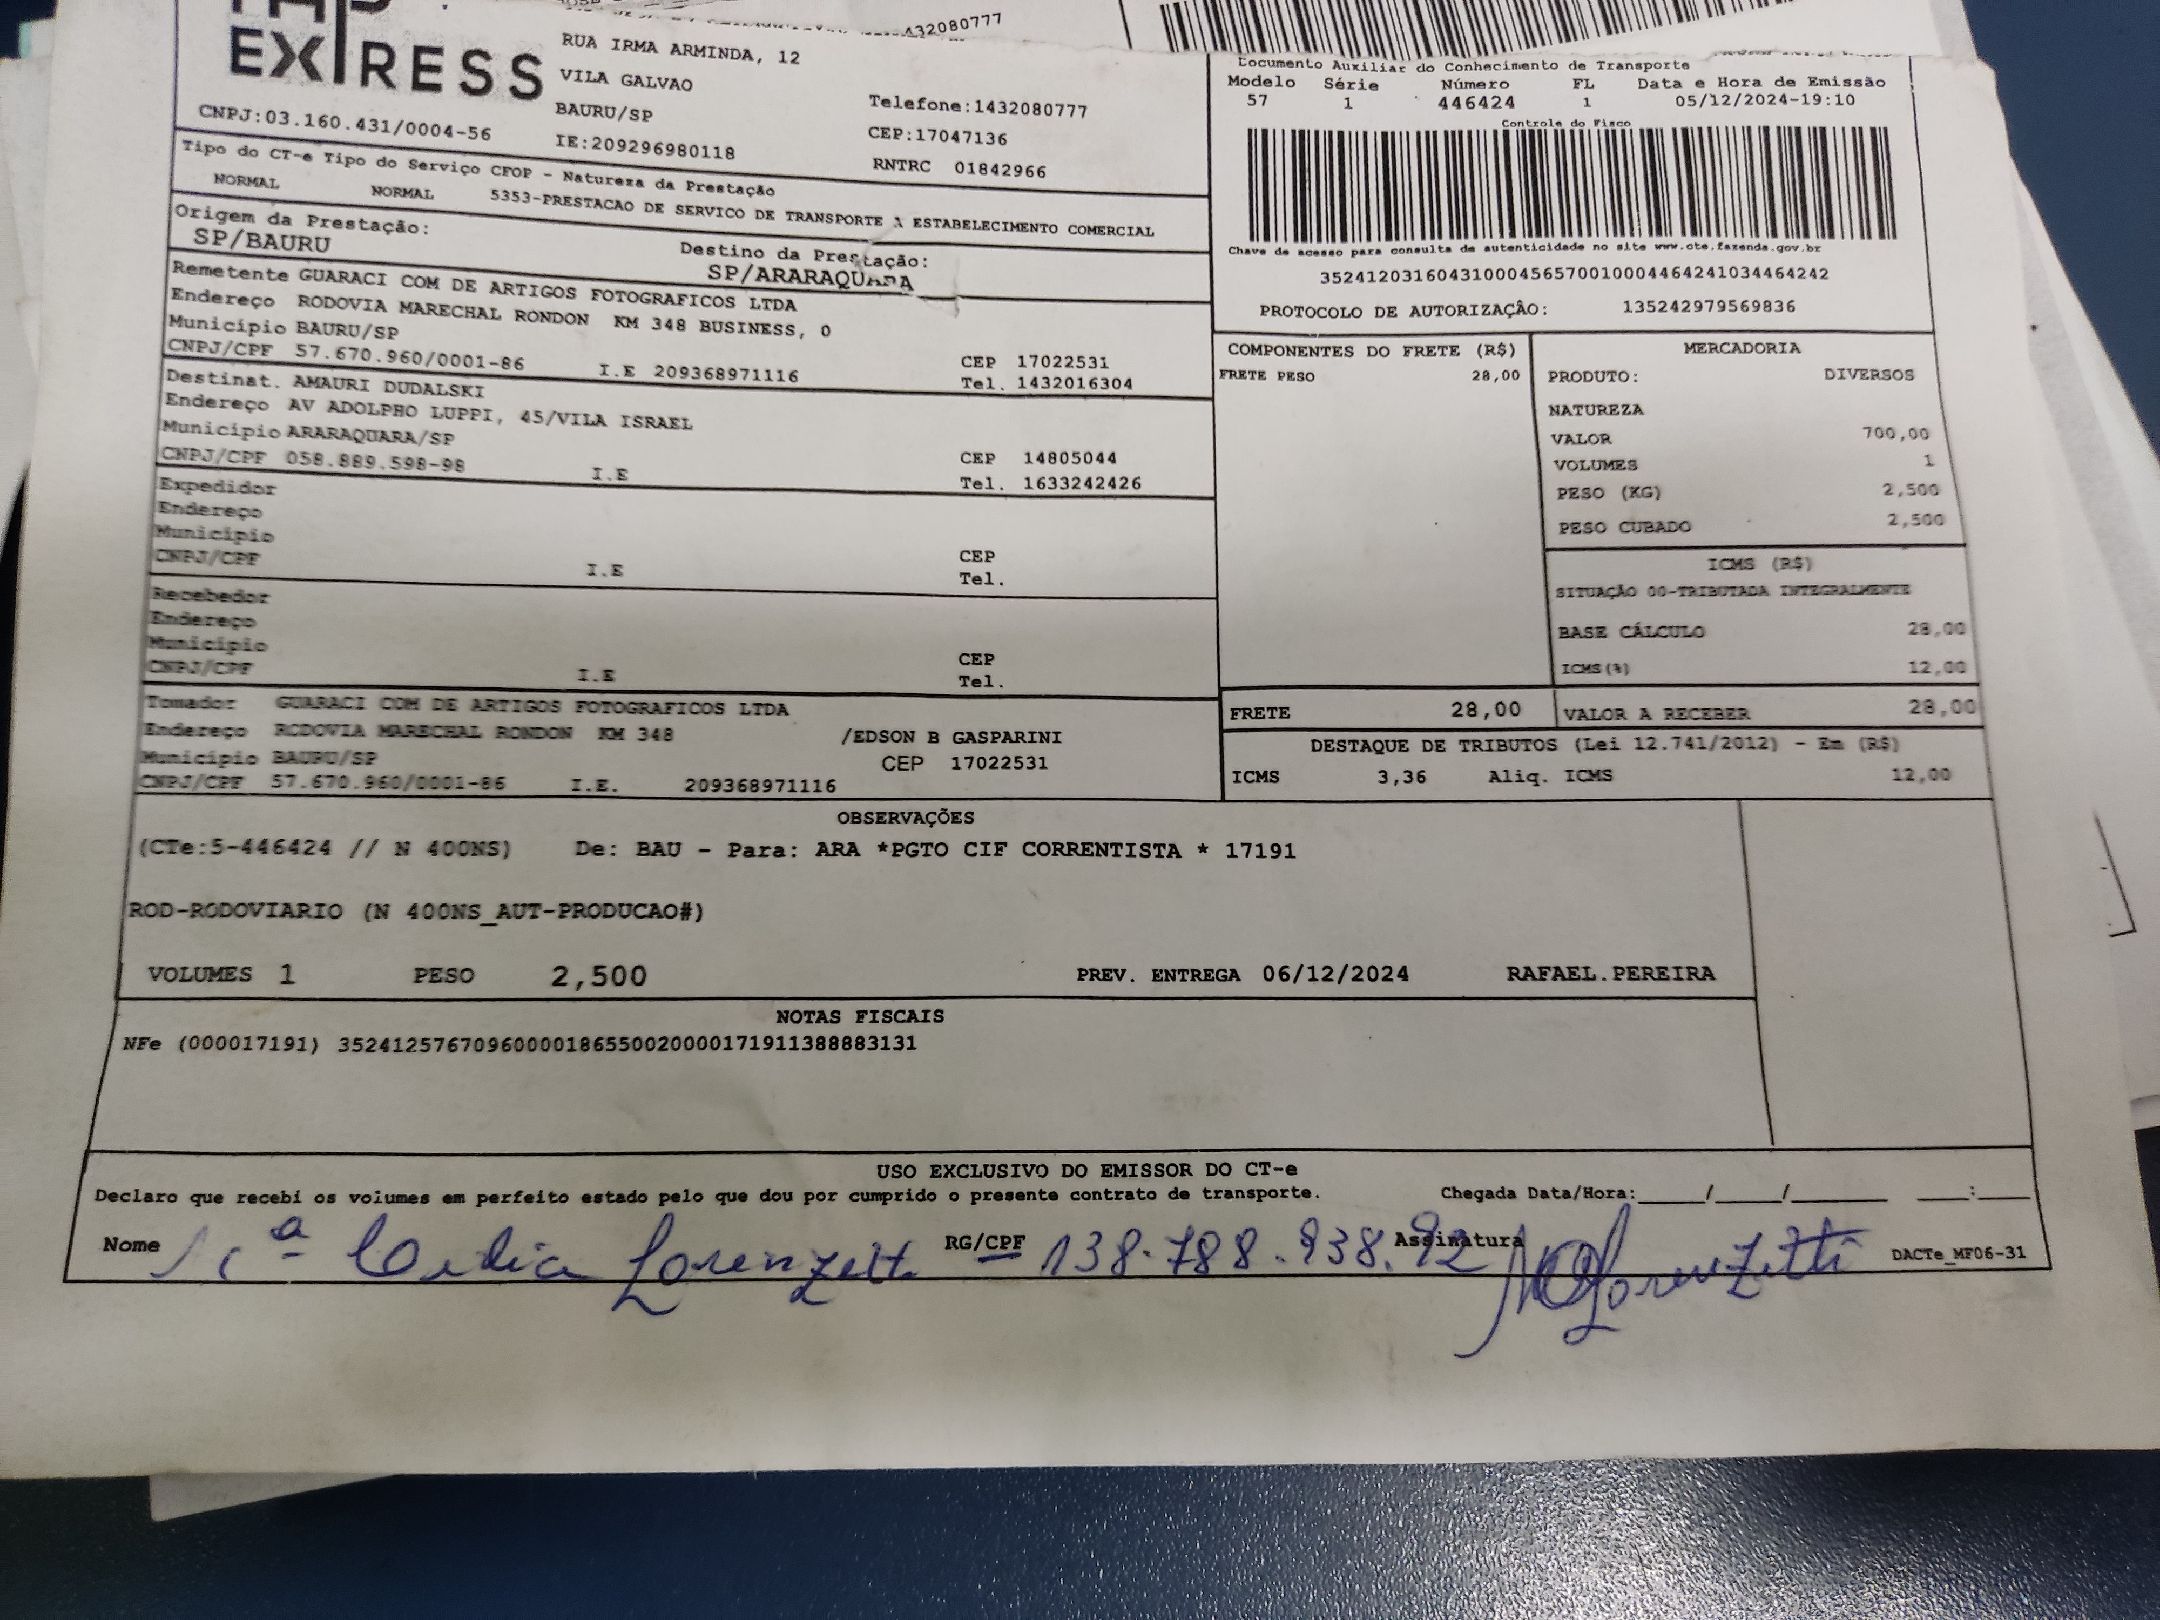 432080777
EXPRESS
RUA IRMA ARMINDA, 12
VILA GALVAO
BAURU/SP
Telefone:1432080777
CNPJ:03.160.431/0004-56
CEP:17047136
IE:209296980118
RNTRC 01842966
Documento Auxiliar do Conhecimento de Transporte
Modelo Série Número FL Data e Hora de Emissão
57 1 446424 1 05/12/2024-19:10
Controle do Fisco
Chave de acesso para consulta de autenticidade no site www.cte.fazenda.gov.br
35241203160431000456570010004464241034464242
PROTOCOLO DE AUTORIZAÇÃO: 135242979569836
Tipo do CT-e Tipo do Serviço CFOP - Natureza da Prestação
NORMAL NORMAL 5353-PRESTACAO DE SERVICO DE TRANSPORTE A ESTABELECIMENTO COMERCIAL
Origem da Prestação: Destino da Prestação:
SP/BAURU SP/ARARAQUARA
Remetente GUARACI COM DE ARTIGOS FOTOGRAFICOS LTDA
Endereço RODOVIA MARECHAL RONDON KM 348 BUSINESS, 0
Município BAURU/SP CEP 17022531
CNPJ/CPF 57.670.960/0001-86 I.E 209368971116 Tel. 1432016304
Destinat. AMAURI DUDALSKI
Endereço AV ADOLPHO LUPPI, 45/VILA ISRAEL
Município ARARAQUARA/SP CEP 14805044
CNPJ/CPF 058.889.598-98 I.E Tel. 1633242426
Expedidor
Endereço
Município CEP
CNPJ/CPF I.E Tel.
Recebedor
Endereço
Município CEP
CNPJ/CPF I.E Tel.
Tomador GUARACI COM DE ARTIGOS FOTOGRAFICOS LTDA
Endereço RODOVIA MARECHAL RONDON KM 348 /EDSON B GASPARINI
Município BAURU/SP CEP 17022531
CNPJ/CPF 57.670.960/0001-86 I.E. 209368971116
COMPONENTES DO FRETE (R$)
FRETE PESO 28,00
MERCADORIA
PRODUTO: DIVERSOS
NATUREZA
VALOR 700,00
VOLUMES 1
PESO (KG) 2,500
PESO CUBADO 2,500
ICMS (R$)
SITUAÇÃO 00-TRIBUTADA INTEGRALMENTE
BASE CÁLCULO 28,00
ICMS(%) 12,00
FRETE 28,00 VALOR A RECEBER 28,00
DESTAQUE DE TRIBUTOS (Lei 12.741/2012) - Em (R$)
ICMS 3,36 Aliq. ICMS 12,00
OBSERVAÇÕES
(CTe:5-446424 // N 400NS) De: BAU - Para: ARA *PGTO CIF CORRENTISTA * 17191
ROD-RODOVIARIO (N 400NS_AUT-PRODUCAO#)
VOLUMES 1 PESO 2,500 PREV. ENTREGA 06/12/2024 RAFAEL.PEREIRA
NOTAS FISCAIS
NFe (000017191) 35241257670960000186550020000171911388883131
USO EXCLUSIVO DO EMISSOR DO CT-e
Declaro que recebi os volumes em perfeito estado pelo que dou por cumprido o presente contrato de transporte. Chegada Data/Hora:____/____/______ ___:___
Nome Mª Lorenzetti RG/CPF 138.788.938.92 Assinatura Lorenzetti DACTe_MF06-31